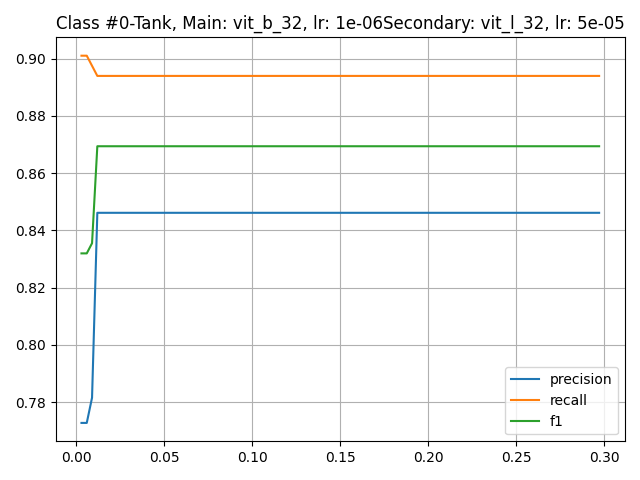 Class #0-Tank, Main: vit_b_32, lr: 1e-06Secondary: vit_l_32, lr: 5e-05
0.90
0.88
0.86
0.84
0.82
0.80
0.78
precision
recall
f1
0.00 0.05 0.10 0.15 0.20 0.25 0.30